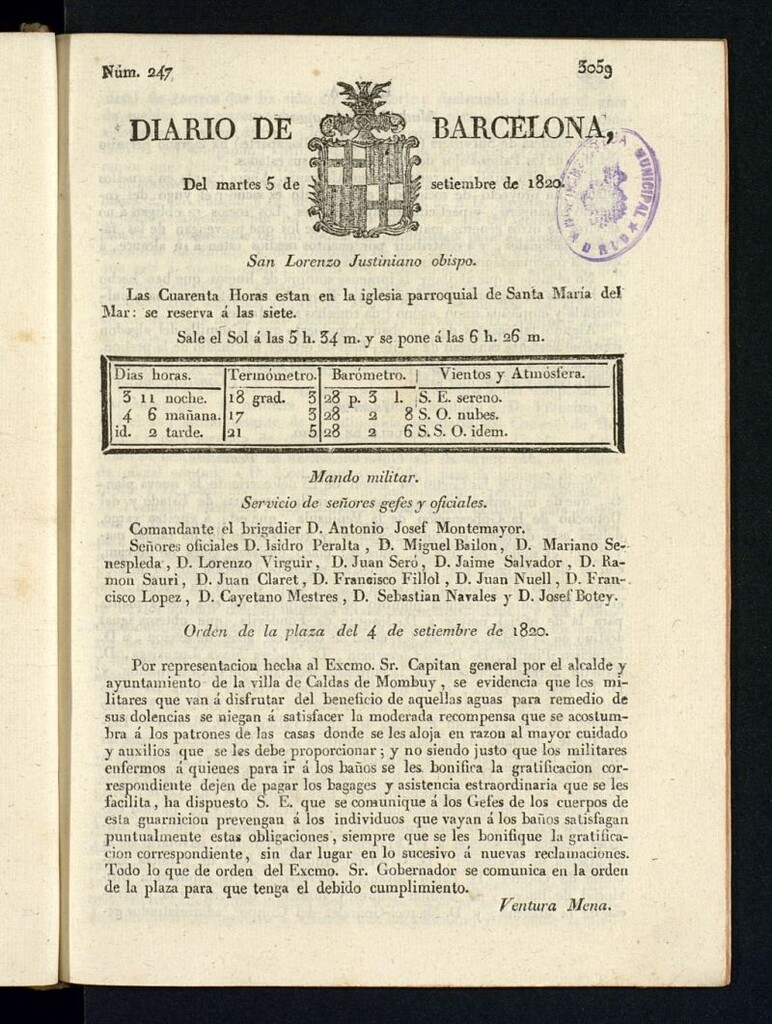 Núm. 247 3059
DIARIO DE BARCELONA,
Del martes 5 de setiembre de 1820.
MUNICIPAL
San Lorenzo Justiniano obispo.
Las Cuarenta Horas estan en la iglesia parroquial de Santa María del
Mar: se reserva á las siete.
Sale el Sol á las 5 h. 34 m. y se pone á las 6 h. 26 m.
Dias horas. Termómetro. Barómetro. Vientos y Atmósfera.
3 11 noche. 18 grad. 3 28 p. 3 l. S. E. sereno.
4 6 mañana. 17 3 28 2 8 S. O. nubes.
id. 2 tarde. 21 5 28 2 6 S. S. O. idem.
Mando militar.
Servicio de señores gefes y oficiales.
Comandante el brigadier D. Antonio Josef Montemayor.
Señores oficiales D. Isidro Peralta, D. Miguel Bailon, D. Mariano Se-
nespleda, D. Lorenzo Virguir, D. Juan Seró, D. Jaime Salvador, D. Ra-
mon Sauri, D. Juan Claret, D. Francisco Fillol, D. Juan Nuell, D. Fran-
cisco Lopez, D. Cayetano Mestres, D. Sebastian Navales y D. Josef Botey.
Orden de la plaza del 4 de setiembre de 1820.
Por representacion hecha al Excmo. Sr. Capitan general por el alcalde y
ayuntamiento de la villa de Caldas de Mombuy, se evidencia que los mi-
litares que van á disfrutar del beneficio de aquellas aguas para remedio de
sus dolencias se niegan á satisfacer la moderada recompensa que se acostum-
bra á los patrones de las casas donde se les aloja en razon al mayor cuidado
y auxilios que se les debe proporcionar; y no siendo justo que los militares
enfermos á quienes para ir á los baños se les bonifica la gratificacion cor-
respondiente dejen de pagar los bagages y asistencia estraordinaria que se les
facilita, ha dispuesto S. E. que se comunique á los Gefes de los cuerpos de
esta guarnicion prevengan á los individuos que vayan á los baños satisfagan
puntualmente estas obligaciones, siempre que se les bonifique la gratifica-
cion correspondiente, sin dar lugar en lo sucesivo á nuevas reclamaciones.
Todo lo que de orden del Excmo. Sr. Gobernador se comunica en la orden
de la plaza para que tenga el debido cumplimiento.
Ventura Mena.